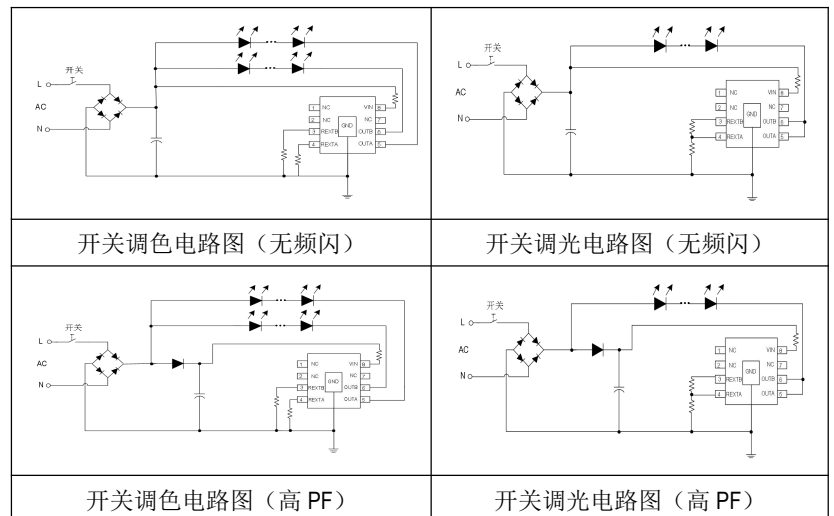 开关
L
AC
N
1 NC VIN 8
2 NC NC 7
3 REXTB GND OUTB 6
4 REXTA OUTA 5
开关调色电路图（无频闪）
开关
L
AC
N
1 NC VIN 8
2 NC NC 7
3 REXTB GND OUTB 6
4 REXTA OUTA 5
开关调光电路图（无频闪）
开关
L
AC
N
1 NC VIN 8
2 NC NC 7
3 REXTB GND OUTB 6
4 REXTA OUTA 5
开关调色电路图（高 PF）
开关
L
AC
N
1 NC VIN 8
2 NC NC 7
3 REXTB GND OUTB 6
4 REXTA OUTA 5
开关调光电路图（高 PF）